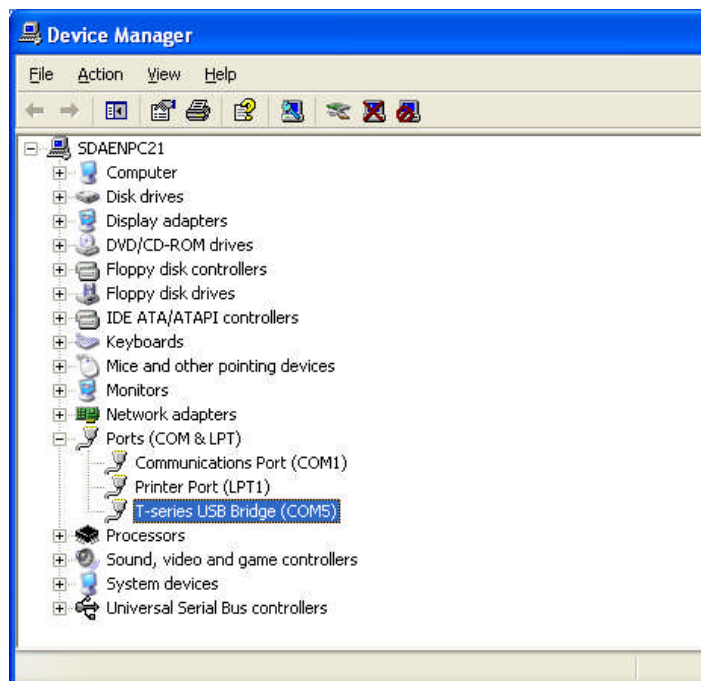 Device Manager
File Action View Help
SDAENPC21
Computer
Disk drives
Display adapters
DVD/CD-ROM drives
Floppy disk controllers
Floppy disk drives
IDE ATA/ATAPI controllers
Keyboards
Mice and other pointing devices
Monitors
Network adapters
Ports (COM & LPT)
Communications Port (COM1)
Printer Port (LPT1)
T-series USB Bridge (COM5)
Processors
Sound, video and game controllers
System devices
Universal Serial Bus controllers